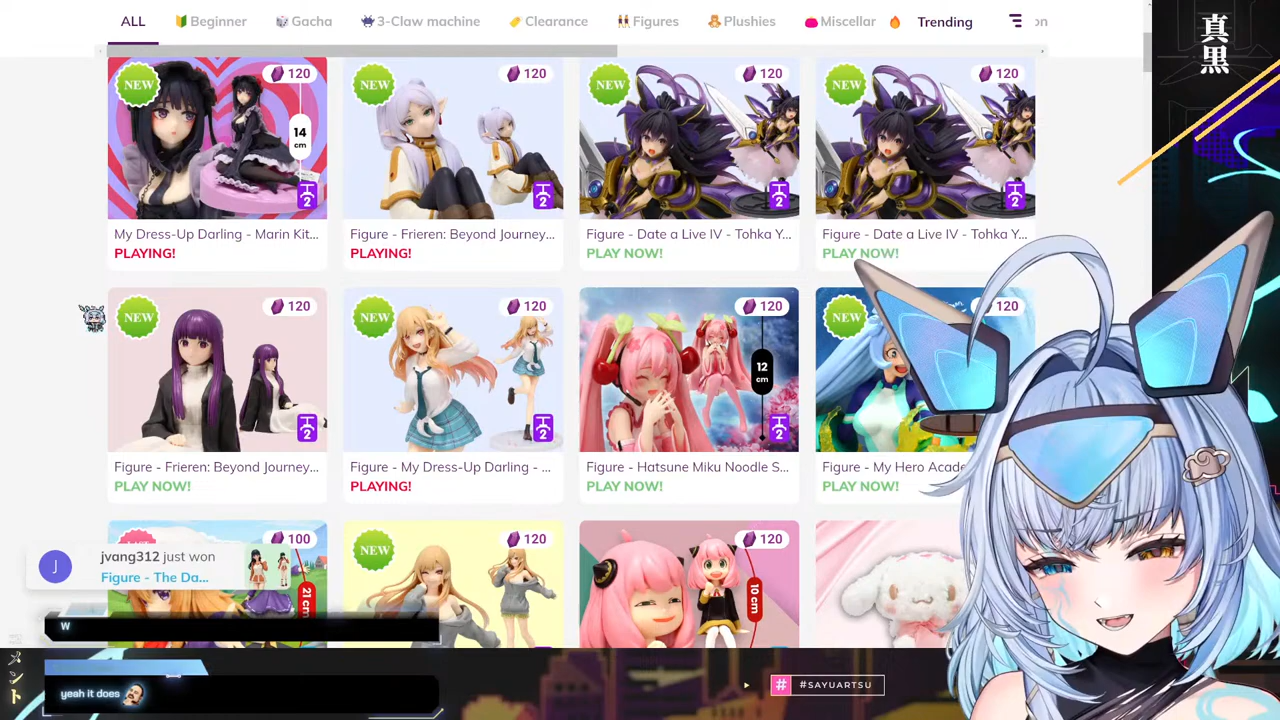 ALL Beginner Gacha 3-Claw machine Clearance Figures Plushies Miscellar Trending on
真黒
NEW 120 NEW 120 NEW 120 NEW 120
14 cm
2 2 2 2
My Dress-Up Darling - Marin Kit... Figure - Frieren: Beyond Journey... Figure - Date a Live IV - Tohka Y... Figure - Date a Live IV - Tohka Y...
PLAYING! PLAYING! PLAY NOW! PLAY NOW!
NEW 120 NEW 120 120 NEW 120
12 cm
2 2 2
Figure - Frieren: Beyond Journey... Figure - My Dress-Up Darling - ... Figure - Hatsune Miku Noodle S... Figure - My Hero Acade
PLAY NOW! PLAYING! PLAY NOW! PLAY NOW!
100 NEW 120 120
jvang312 just won
J
Figure - The Da...
21 cm 10 cm
W
yeah it does
# #SAYUARTSU